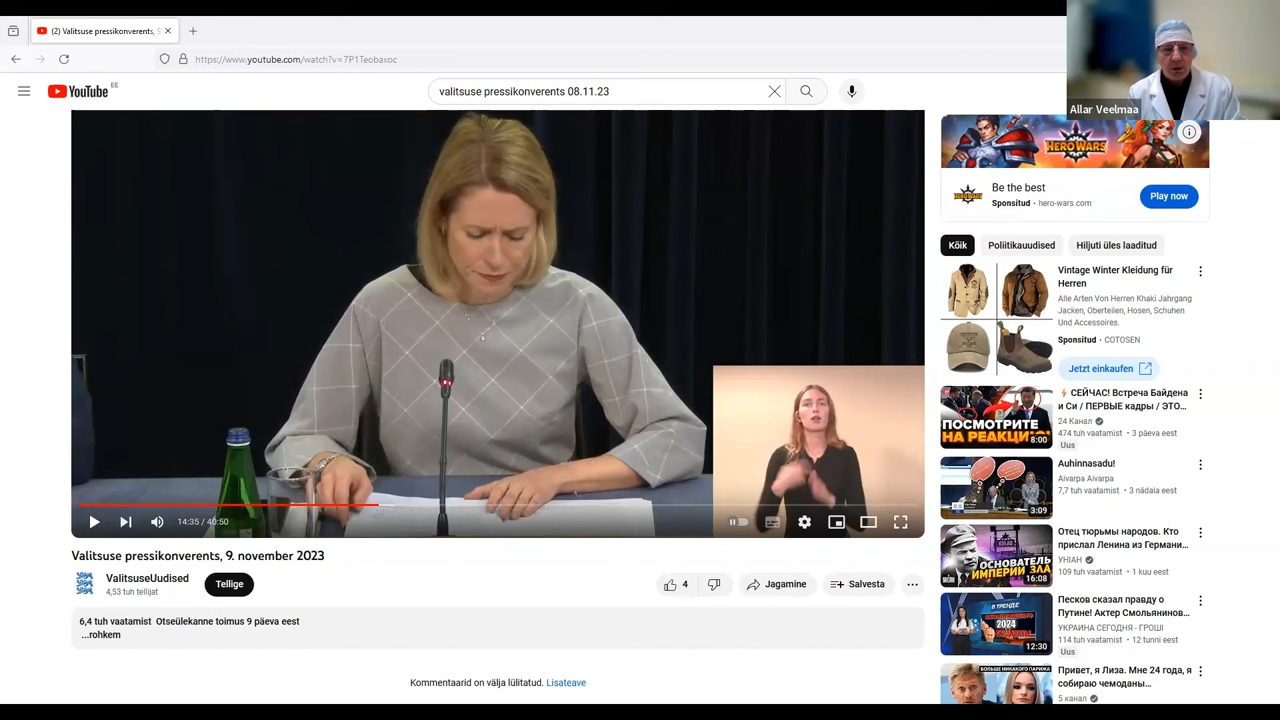 (2) Valitsuse pressikonverents, 9
https://www.youtube.com/watch?v=7P1Teobaxoc
Allar Veelmaa
YouTube EE
valitsuse pressikonverents 08.11.23
14:35 / 40:50
Valitsuse pressikonverents, 9. november 2023
ValitsuseUudised
4,53 tuh tellijat
Tellige
4
Jagamine
Salvesta
6,4 tuh vaatamist Otseülekanne toimus 9 päeva eest
...rohkem
Kommentaarid on välja lülitatud. Lisateave
HERO WARS
Be the best
Sponsitud · hero-wars.com
Play now
Kõik
Poliitikauudised
Hiljuti üles laaditud
Vintage Winter Kleidung für
Herren
Alle Arten Von Herren Khaki Jahrgang
Jacken, Oberteilen, Hosen, Schuhen
Und Accessoires.
Sponsitud · COTOSEN
Jetzt einkaufen
ПОСМОТРИТЕ
НА РЕАКЦИЮ
8:00
⚡ СЕЙЧАС! Встреча Байдена
и Си / ПЕРВЫЕ кадры / ЭТО...
24 Канал
474 tuh vaatamist · 3 päeva eest
Uus
3:09
Auhinnasadu!
Aivarpa Aivarpa
7,7 tuh vaatamist · 3 nädala eest
GULAG
ОСНОВАТЕЛЬ
ИМПЕРИИ ЗЛА
16:08
Отец тюрьмы народов. Кто
прислал Ленина из Германи...
УНІАН
109 tuh vaatamist · 1 kuu eest
В ТРЕНДЕ
2024
12:30
Песков сказал правду о
Путине! Актер Смольянинов...
УКРАИНА СЕГОДНЯ - ГРОШІ
114 tuh vaatamist · 12 tunni eest
Uus
БОЛЬШЕ НИКАКОГО ПАРИЖА
Привет, я Лиза. Мне 24 года, я
собираю чемоданы...
5 канал